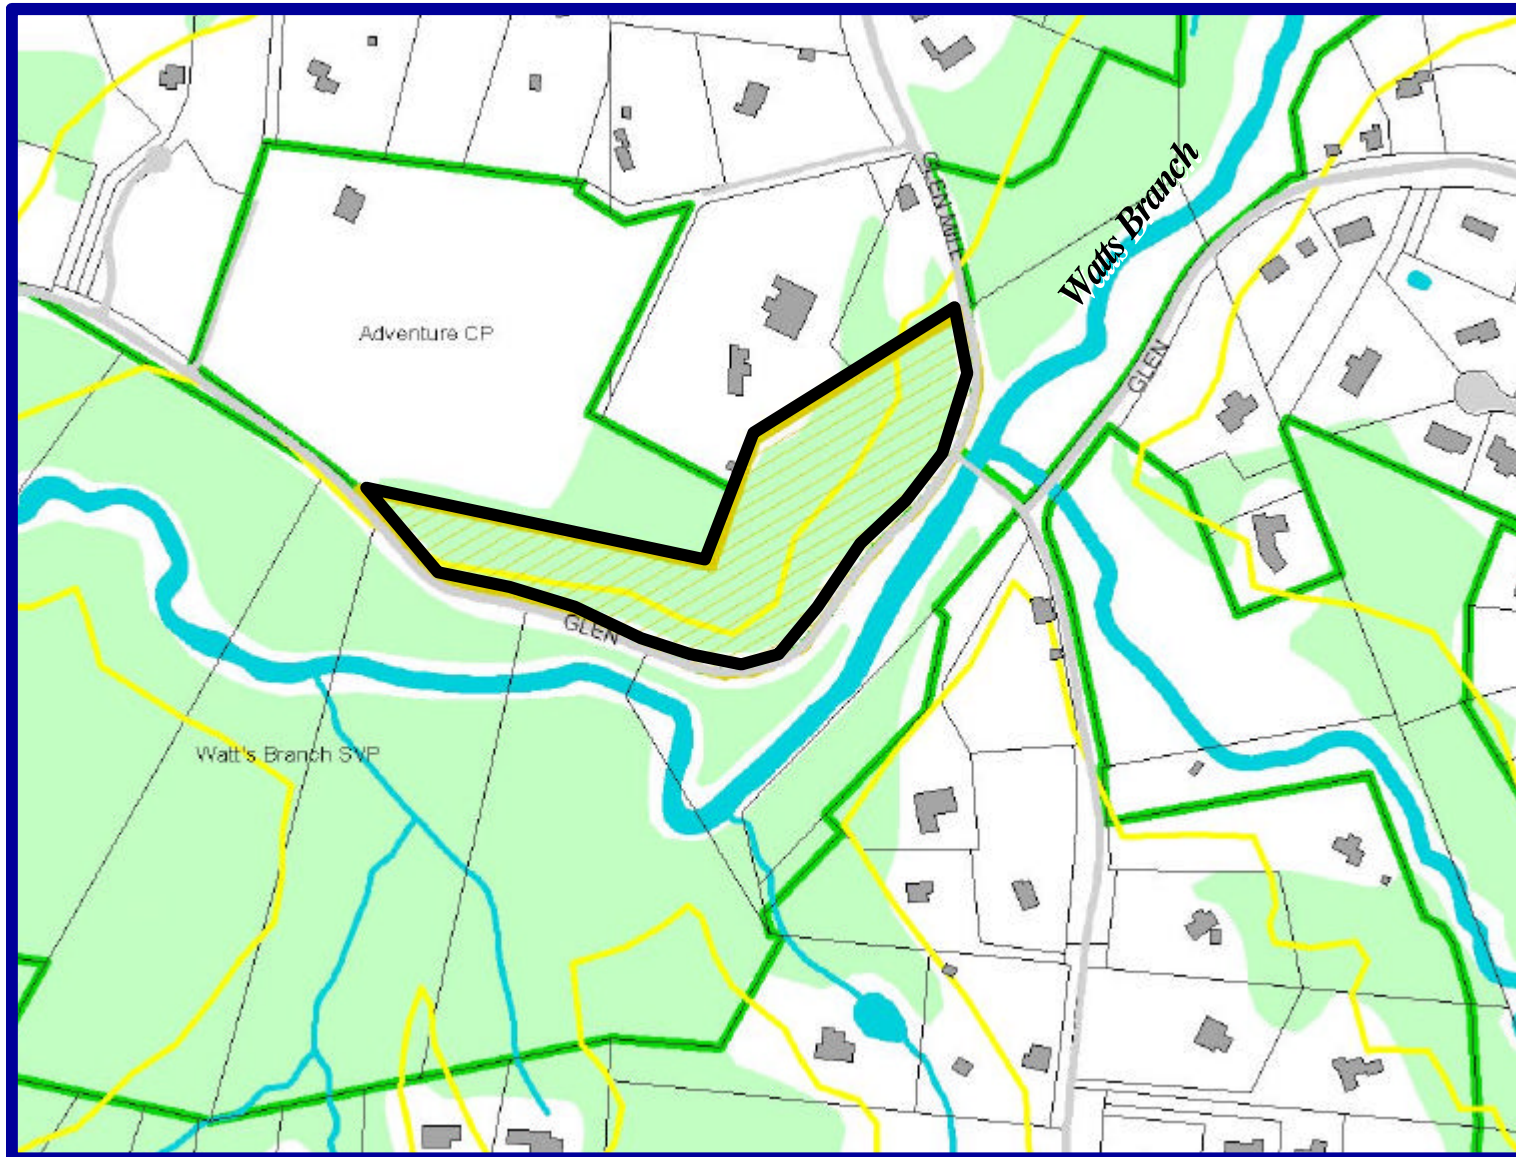 GLEN MILL
Watts Branch
Adventure CP
GLEN
GLEN
Watt's Branch SVP